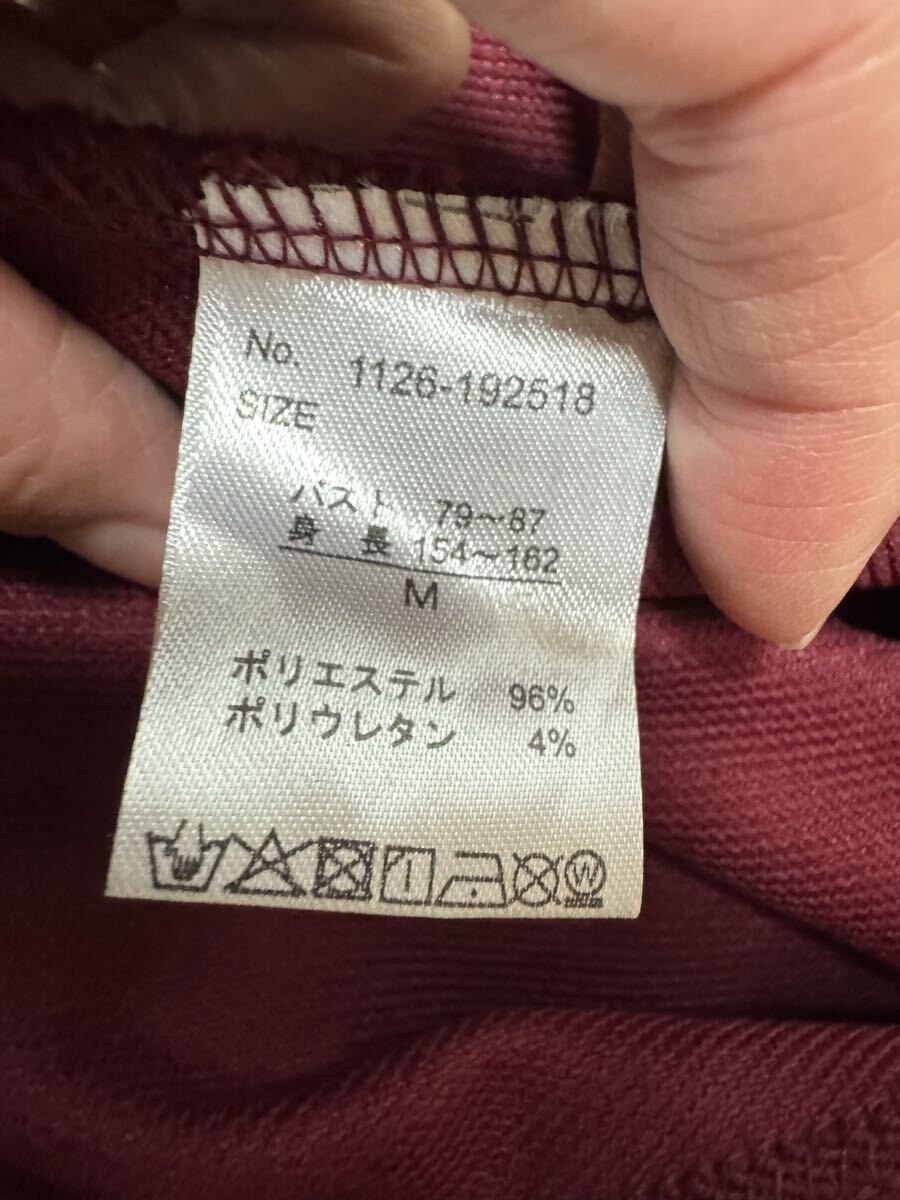 No. 1126-192518
SIZE
バスト 79〜87
身長 154〜162
M
ポリエステル 96%
ポリウレタン 4%
W